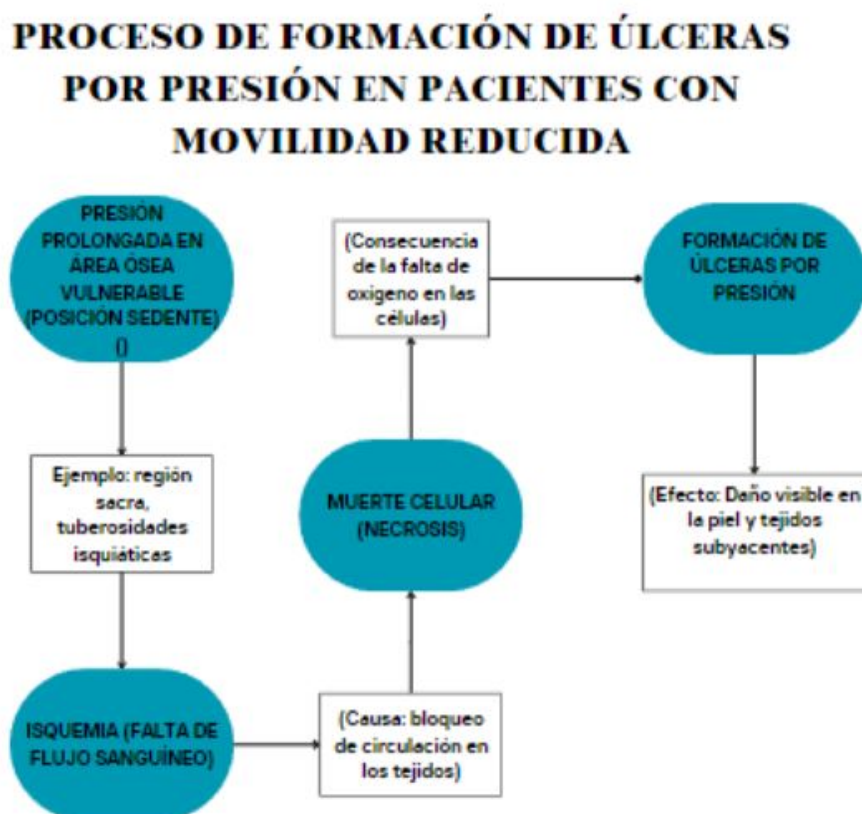 PROCESO DE FORMACIÓN DE ÚLCERAS
POR PRESIÓN EN PACIENTES CON
MOVILIDAD REDUCIDA
PRESIÓN
PROLONGADA EN
ÁREA ÓSEA
VULNERABLE
(POSICIÓN SEDENTE)
()
Ejemplo: región
sacra,
tuberosidades
isquiáticas
ISQUEMIA (FALTA DE
FLUJO SANGUÍNEO)
(Causa: bloqueo
de circulación en
los tejidos)
MUERTE CELULAR
(NECROSIS)
(Consecuencia
de la falta de
oxigeno en las
células)
FORMACIÓN DE
ÚLCERAS POR
PRESIÓN
(Efecto: Daño visible en
la piel y tejidos
subyacentes)